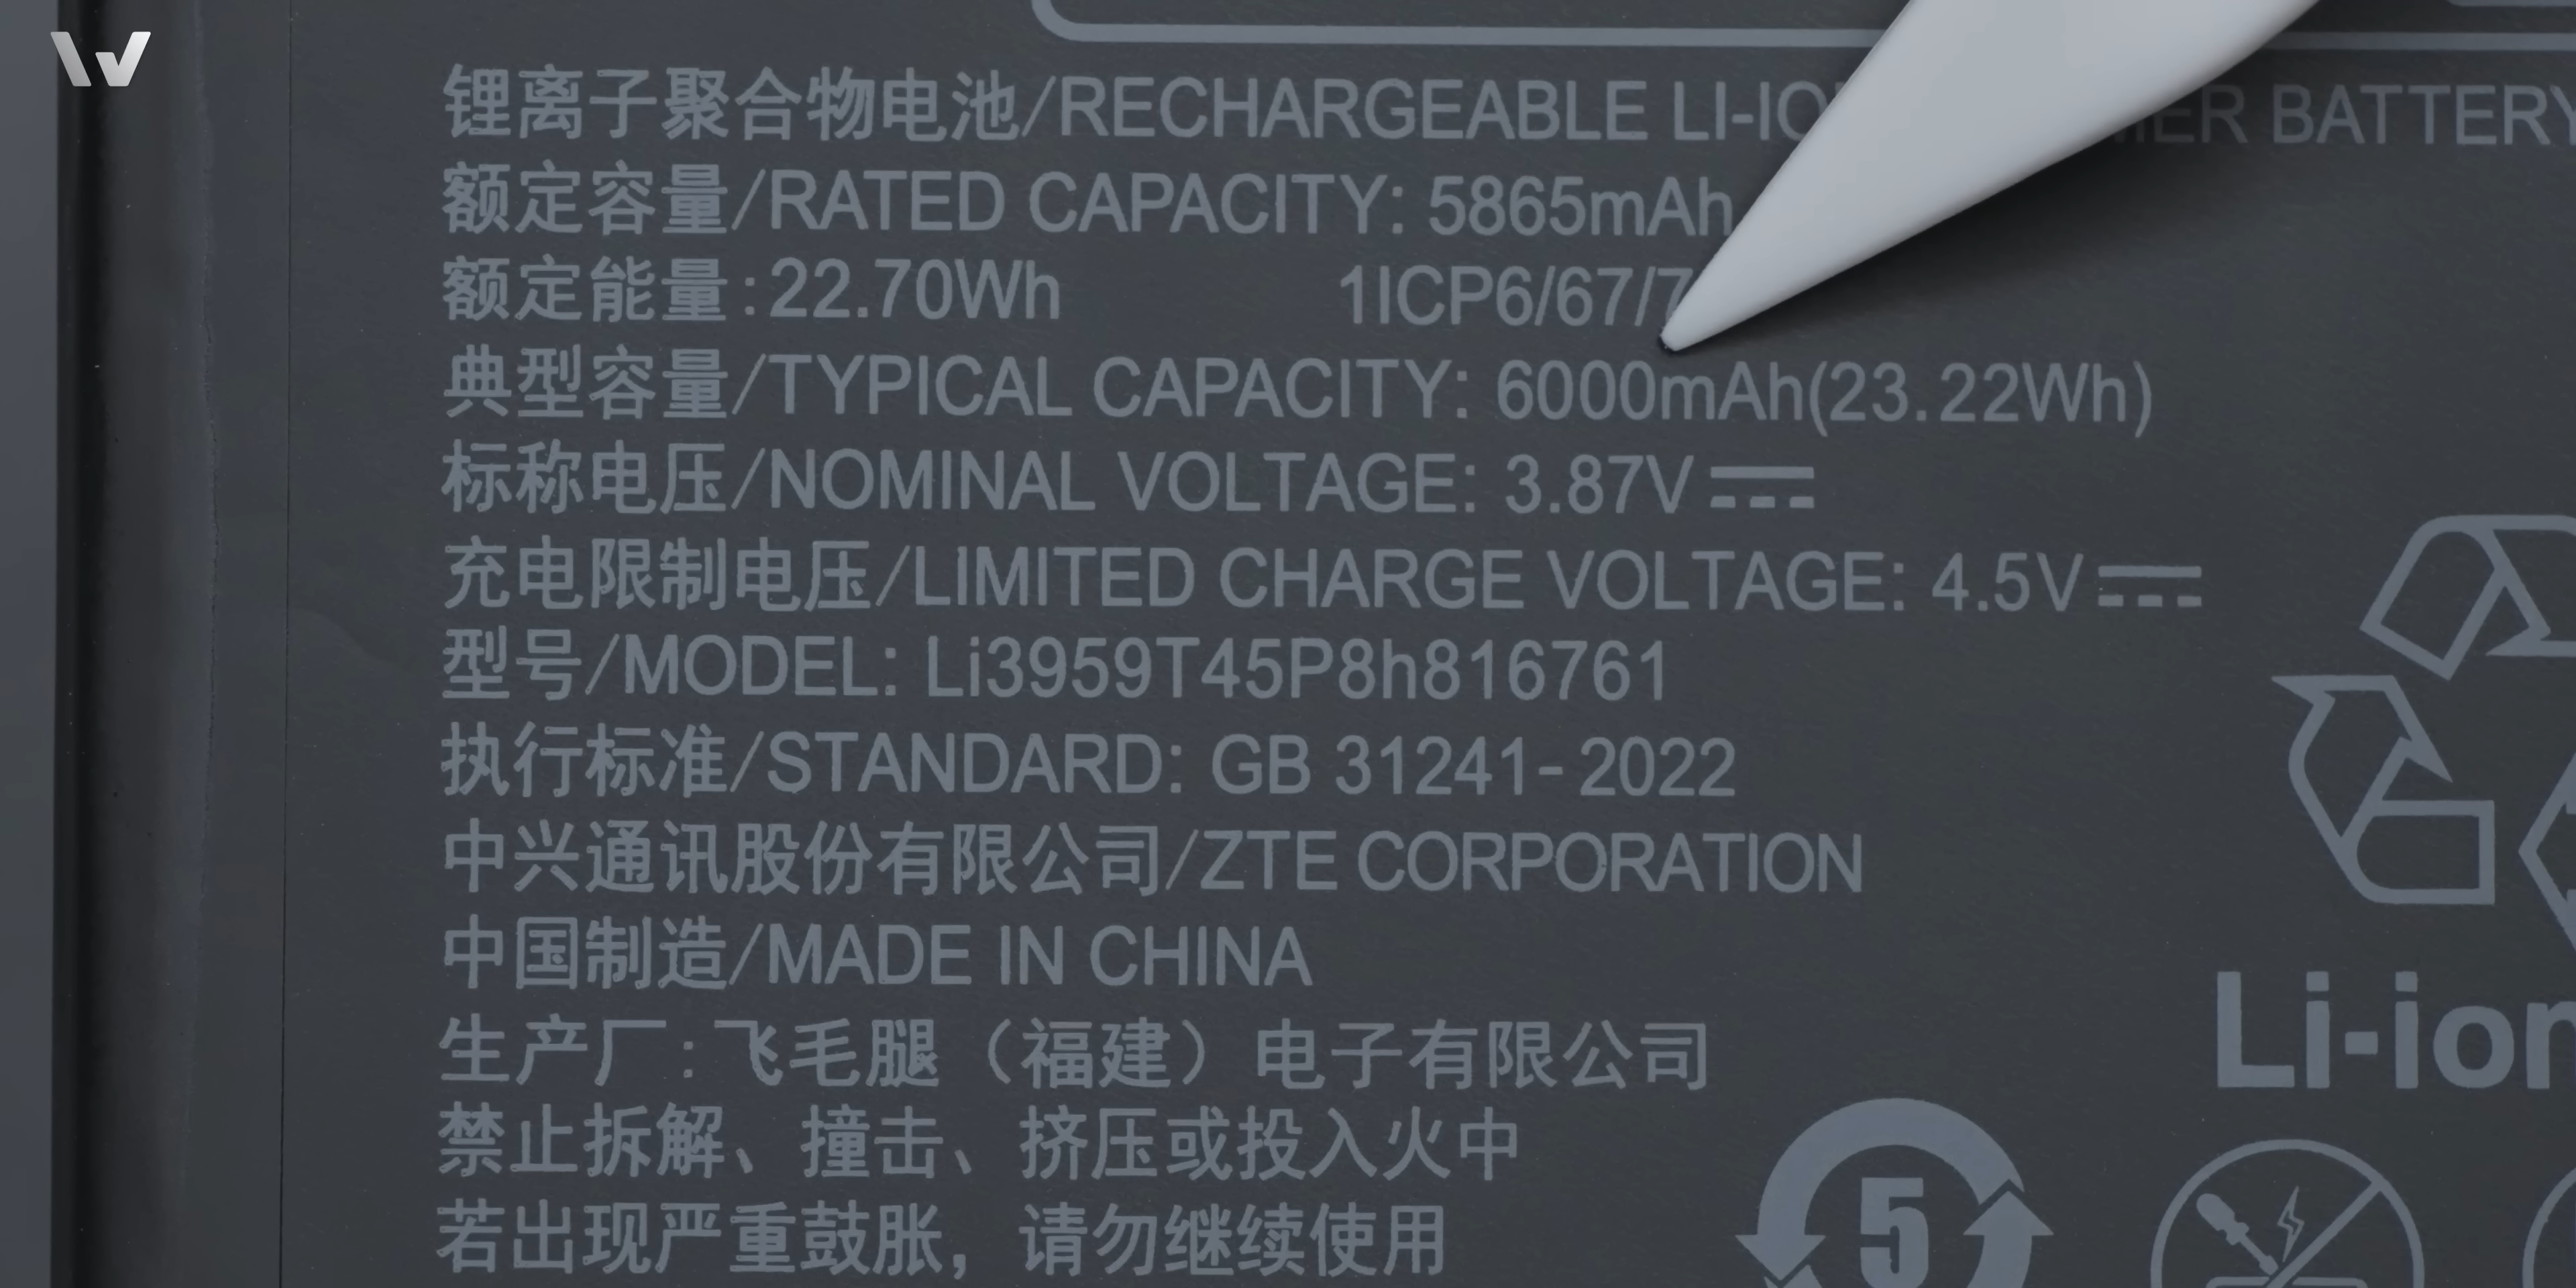 锂离子聚合物电池/RECHARGEABLE LI-IO BATTERY
额定容量/RATED CAPACITY: 5865mAh
额定能量:22.70Wh 1ICP6/67/7
典型容量/TYPICAL CAPACITY: 6000mAh(23.22Wh)
标称电压/NOMINAL VOLTAGE: 3.87V
充电限制电压/LIMITED CHARGE VOLTAGE: 4.5V
型号/MODEL: Li3959T45P8h816761
执行标准/STANDARD: GB 31241-2022
中兴通讯股份有限公司/ZTE CORPORATION
中国制造/MADE IN CHINA
Li-ion
生产厂:飞毛腿（福建）电子有限公司
禁止拆解、撞击、挤压或投入火中
若出现严重鼓胀，请勿继续使用
5